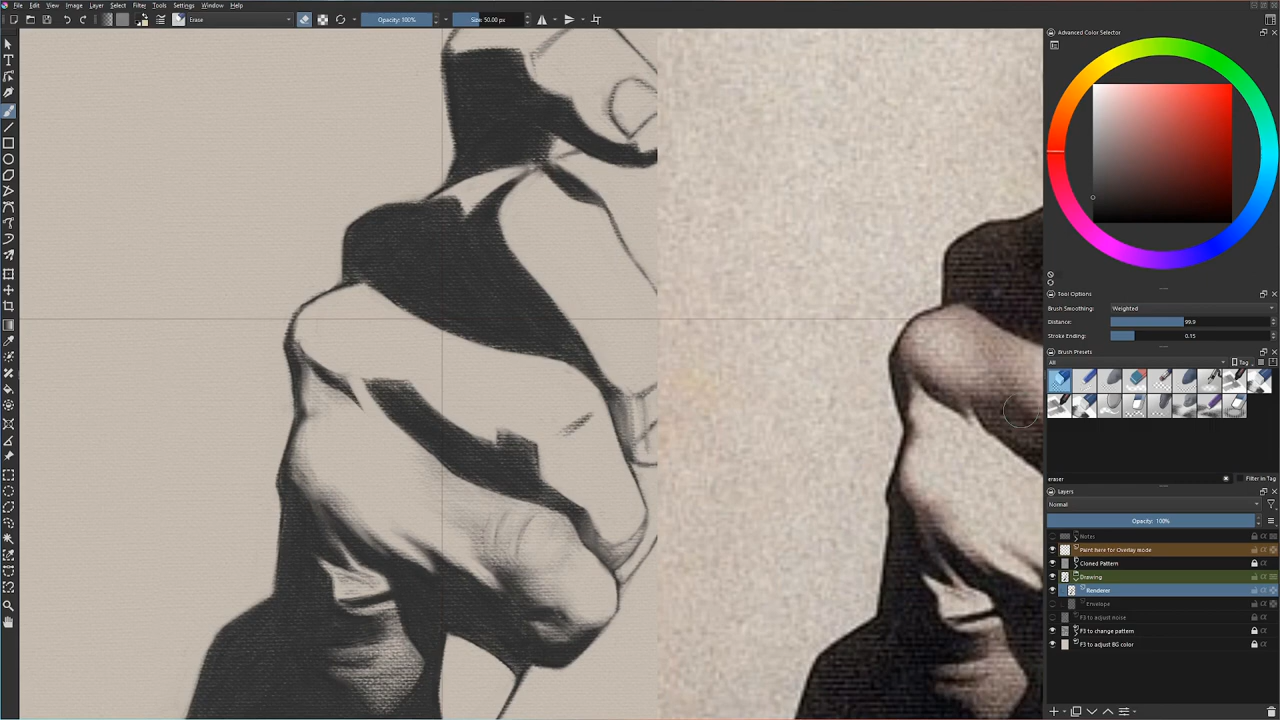 File Edit View Image Layer Select Filter Tools Settings Window Help
Erase Opacity: 100% Size: 50.00 px
Advanced Color Selector
Tool Options
Brush Smoothing: Weighted
Distance: 99.9
Stroke Ending: 0.15
Brush Presets
All Tag
eraser Filter in Tag
Layers
Normal
Opacity: 100%
Notes
Paint here for Overlay mode
Cloned Pattern
Drawing
Renderer
Envelope
F3 to adjust noise
F3 to change pattern
F3 to adjust BG color